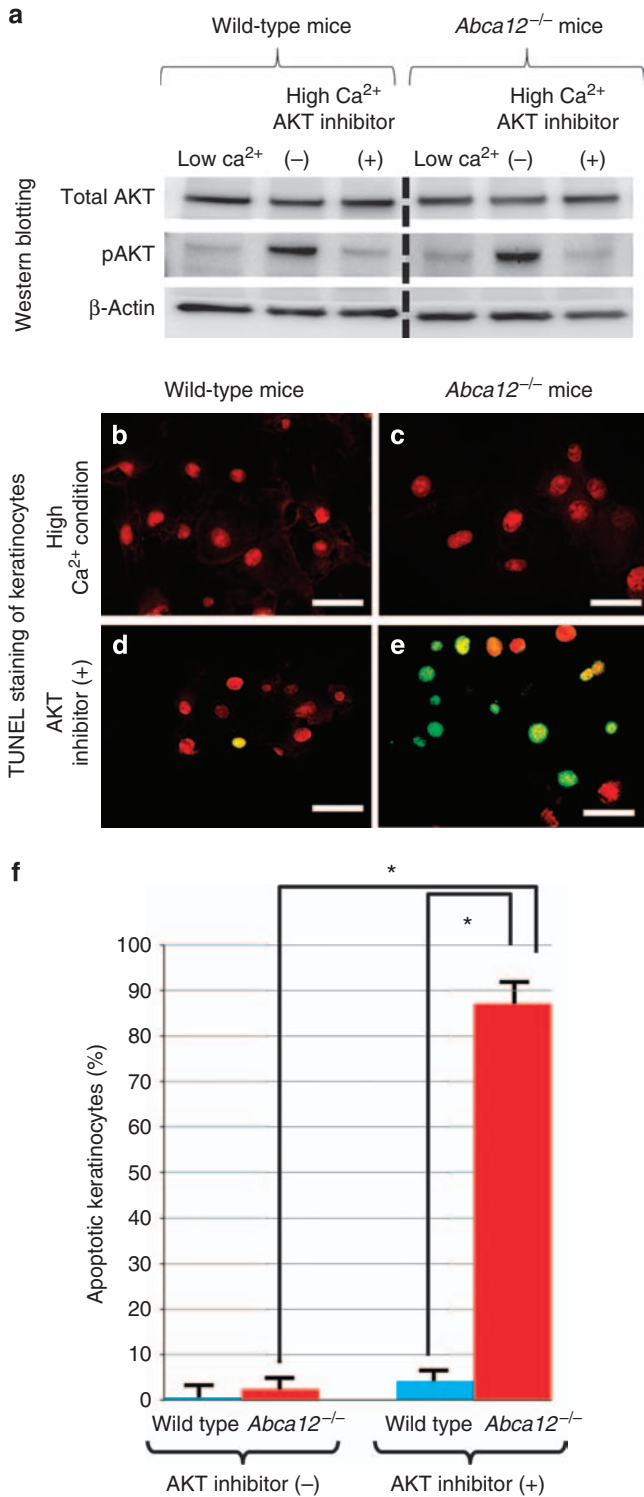 a
Wild-type mice Abca12⁻/⁻ mice
High Ca²⁺ High Ca²⁺
AKT inhibitor AKT inhibitor
Low ca²⁺ (–) (+) Low ca²⁺ (–) (+)
Western blotting
Total AKT
pAKT
β-Actin
Wild-type mice Abca12⁻/⁻ mice
TUNEL staining of keratinocytes
High
Ca²⁺ condition
b c
AKT
inhibitor (+)
d e
f
*
*
Apoptotic keratinocytes (%)
100
90
80
70
60
50
40
30
20
10
0
Wild type Abca12⁻/⁻ Wild type Abca12⁻/⁻
AKT inhibitor (–) AKT inhibitor (+)